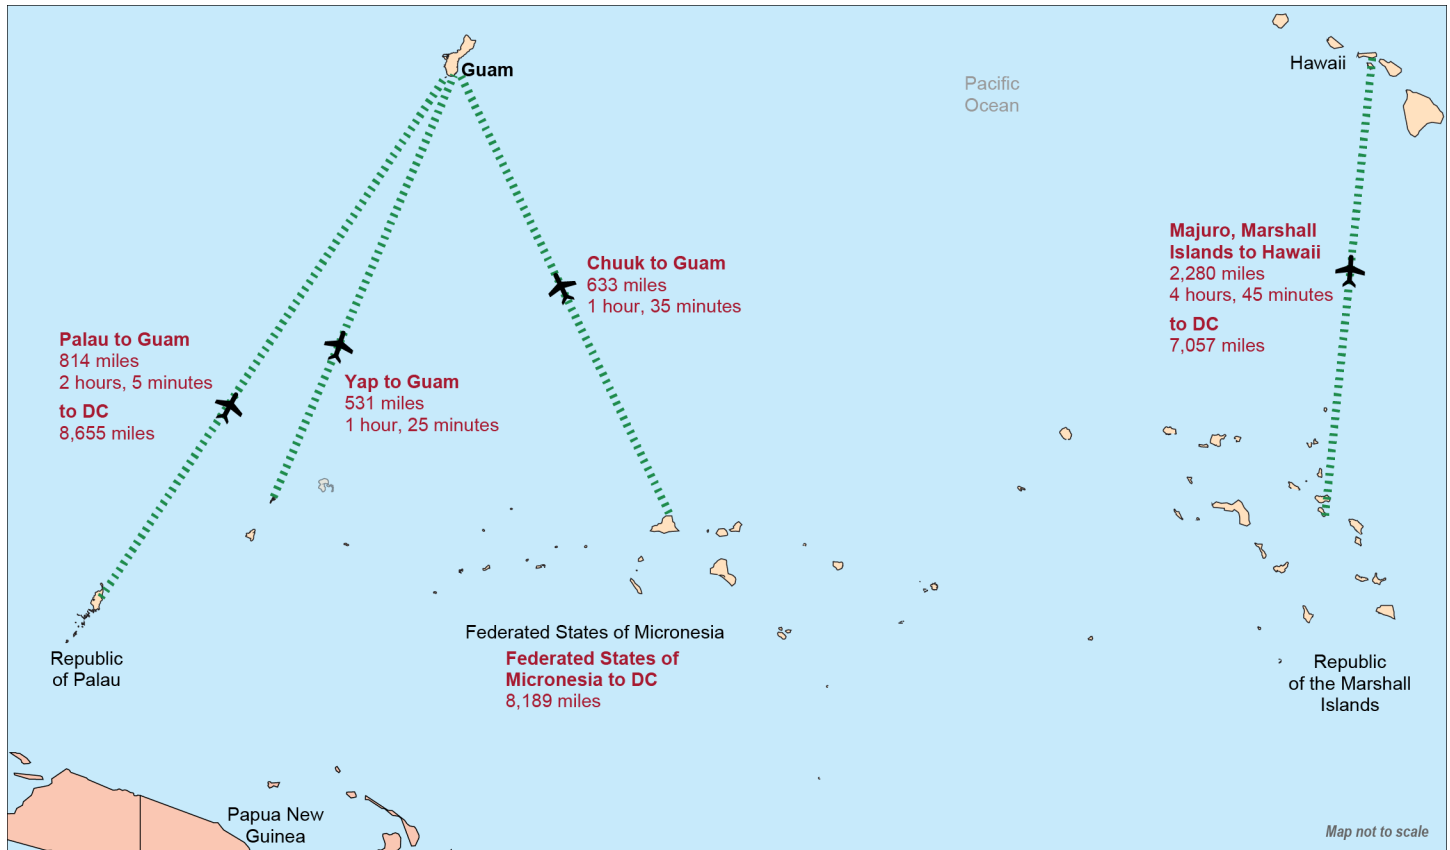 Guam
Pacific
Ocean
Hawaii
Majuro, Marshall
Islands to Hawaii
2,280 miles
4 hours, 45 minutes
to DC
7,057 miles
Chuuk to Guam
633 miles
1 hour, 35 minutes
Palau to Guam
814 miles
2 hours, 5 minutes
to DC
8,655 miles
Yap to Guam
531 miles
1 hour, 25 minutes
Federated States of Micronesia
Federated States of
Micronesia to DC
8,189 miles
Republic
of Palau
Republic
of the Marshall
Islands
Papua New
Guinea
Map not to scale